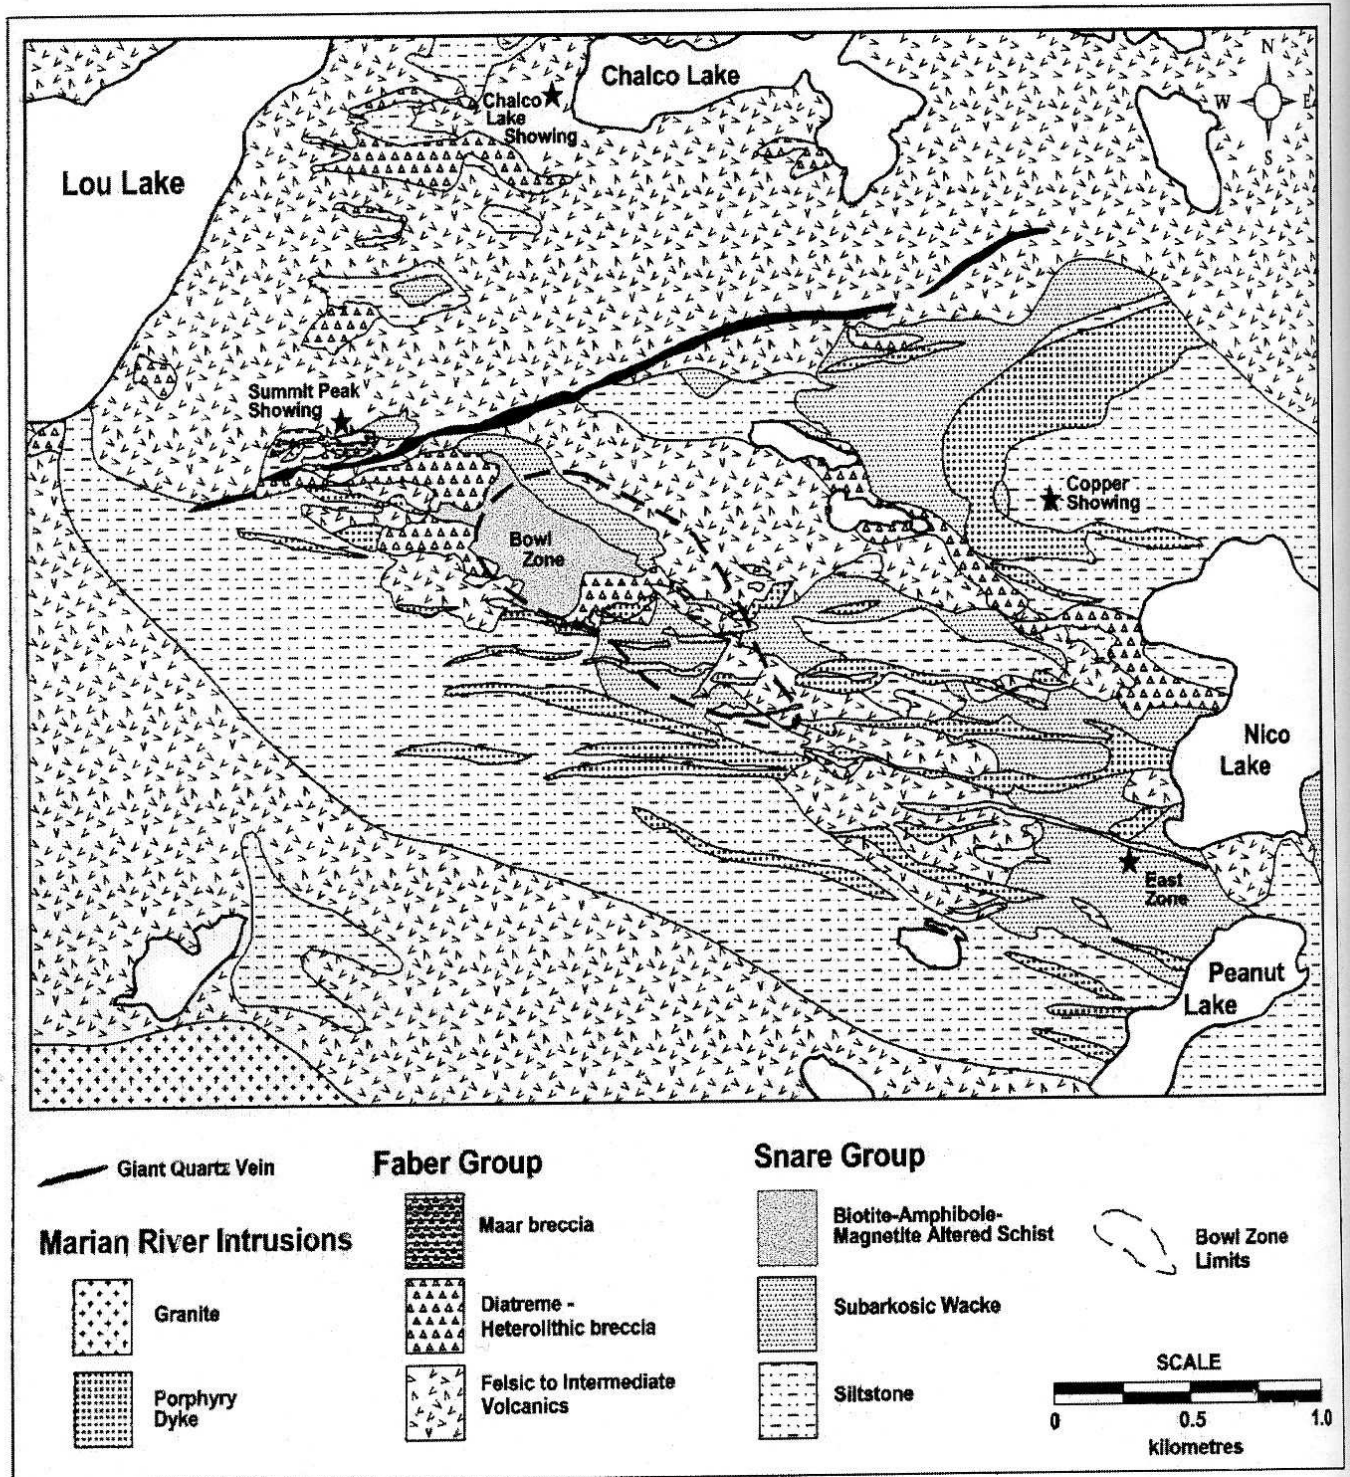 N
Chalco Lake
W
E
Chalco
Lake
Showing
S
Lou Lake
Summit Peak
Showing
Copper
Showing
Bowl
Zone
Nico
Lake
East
Zone
Peanut
Lake
Giant Quartz Vein
Faber Group
Snare Group
Marian River Intrusions
Maar breccia
Biotite-Amphibole-
Magnetite Altered Schist
Bowl Zone
Limits
Granite
Diatreme -
Heterolithic breccia
Subarkosic Wacke
Porphyry
Dyke
Felsic to Intermediate
Volcanics
Siltstone
SCALE
0 0.5 1.0
kilometres